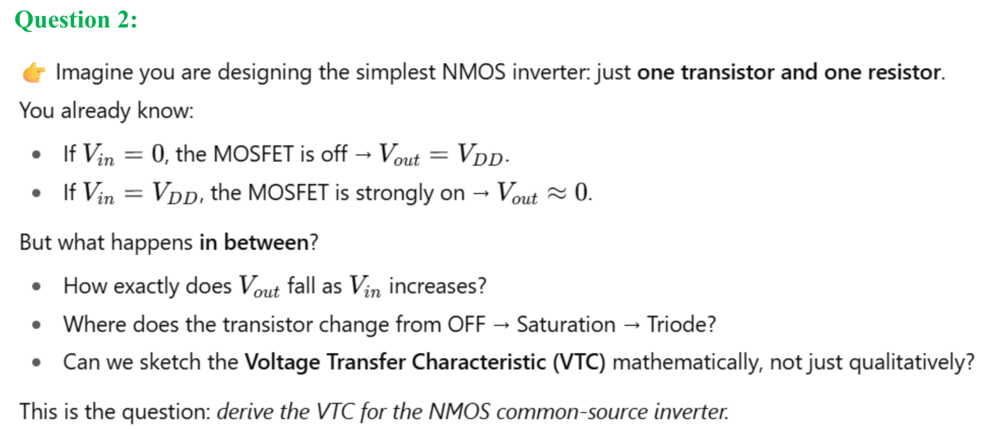 Question 2:
👉 Imagine you are designing the simplest NMOS inverter: just one transistor and one resistor.
You already know:
• If V_in = 0, the MOSFET is off → V_out = V_DD.
• If V_in = V_DD, the MOSFET is strongly on → V_out ≈ 0.
But what happens in between?
• How exactly does V_out fall as V_in increases?
• Where does the transistor change from OFF → Saturation → Triode?
• Can we sketch the Voltage Transfer Characteristic (VTC) mathematically, not just qualitatively?
This is the question: derive the VTC for the NMOS common-source inverter.